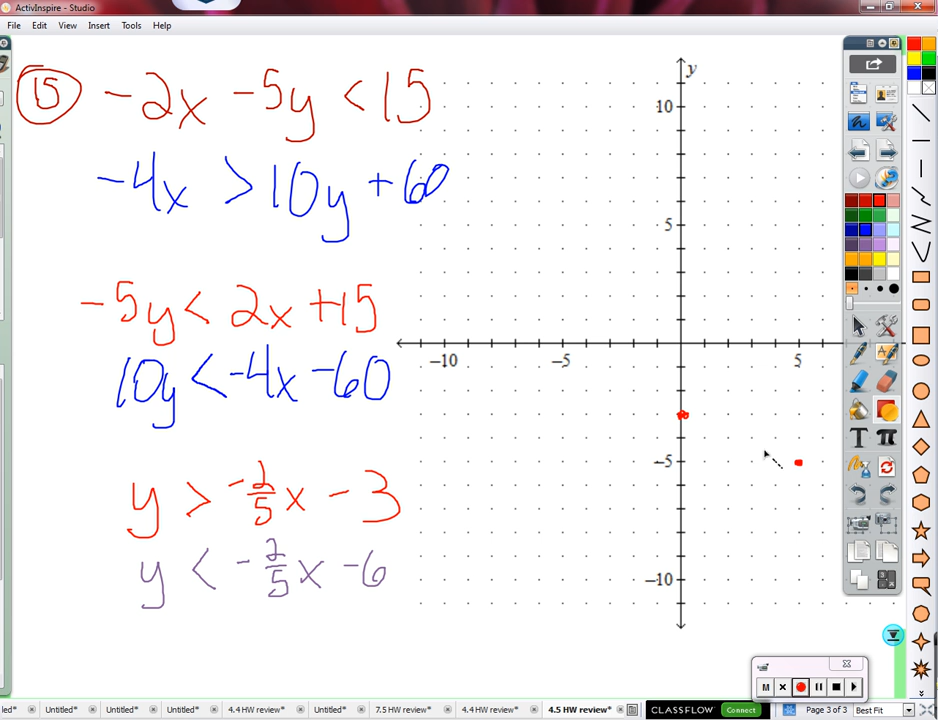 ActivInspire - Studio
File Edit View Insert Tools Help
15 -2x -5y < 15
-4x > 10y + 60
-5y < 2x + 15
10y < -4x - 60
y > -2/5x - 3
y < -2/5x - 6
y
10
5
-10 -5 5
-5
-10
M
led* Untitled* Untitled* Untitled* 4.4 HW review* Untitled* 7.5 HW review* 4.4 HW review* 4.5 HW review* CLASSFLOW Connect Page 3 of 3 Best Fit